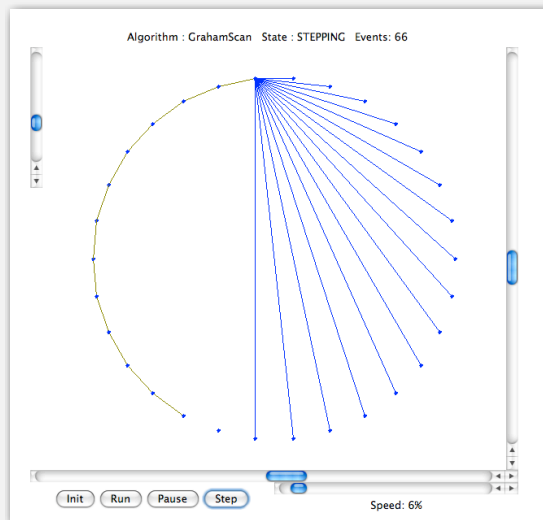 Algorithm : GrahamScan State : STEPPING Events: 66
Init Run Pause Step
Speed: 6%